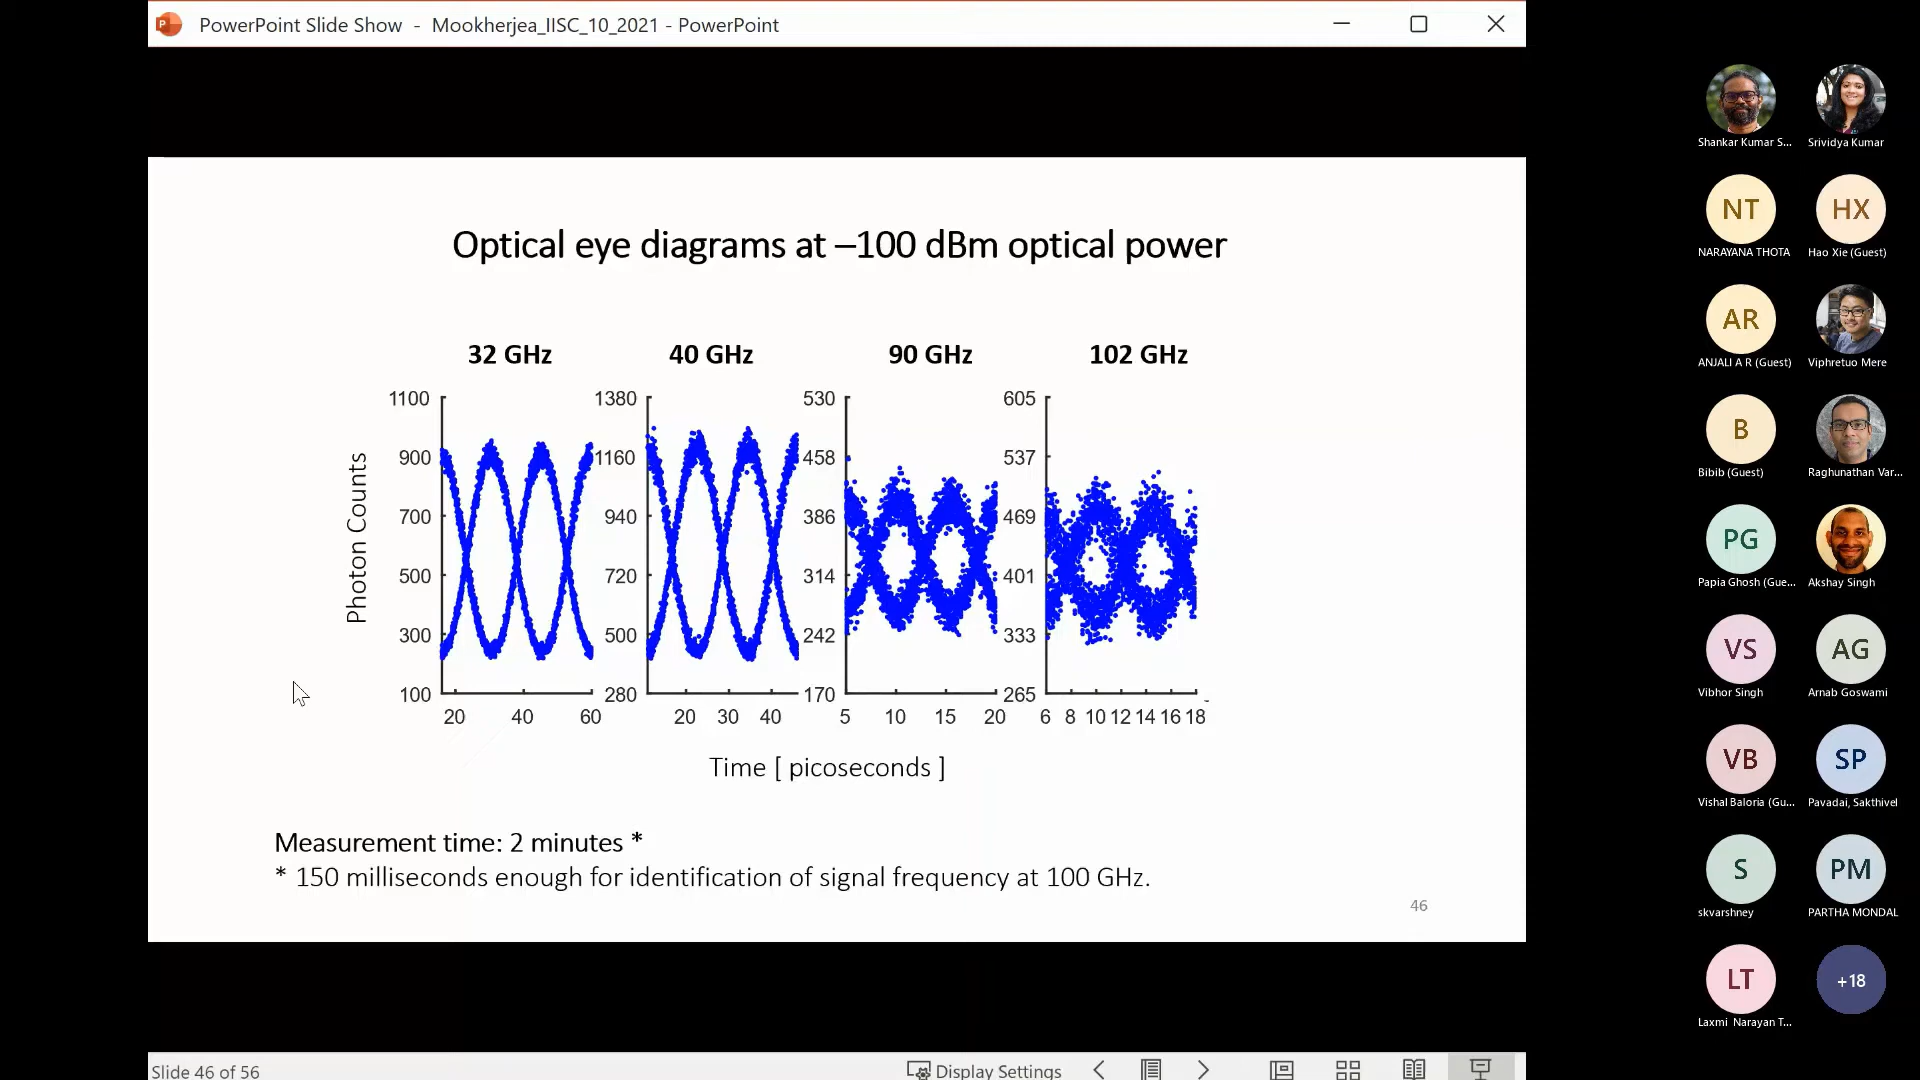 PowerPoint Slide Show - Mookherjea_IISC_10_2021 - PowerPoint
Optical eye diagrams at –100 dBm optical power
32 GHz
40 GHz
90 GHz
102 GHz
Photon Counts
1100
900
700
500
300
100
20 40 60
1380
1160
940
720
500
280
20 30 40
530
458
386
314
242
170
5 10 15 20
605
537
469
401
333
265
6 8 10 12 14 16 18
Time [ picoseconds ]
Measurement time: 2 minutes *
* 150 milliseconds enough for identification of signal frequency at 100 GHz.
46
Slide 46 of 56
Display Settings
Shankar Kumar S...
Srividya Kumar
NT
NARAYANA THOTA
HX
Hao Xie (Guest)
AR
ANJALI A R (Guest)
Viphretuo Mere
B
Bibib (Guest)
Raghunathan Var...
PG
Papia Ghosh (Gue...
Akshay Singh
VS
Vibhor Singh
AG
Arnab Goswami
VB
Vishal Baloria (Gu...
SP
Pavadai, Sakthivel
S
skvarshney
PM
PARTHA MONDAL
LT
Laxmi Narayan T...
+18